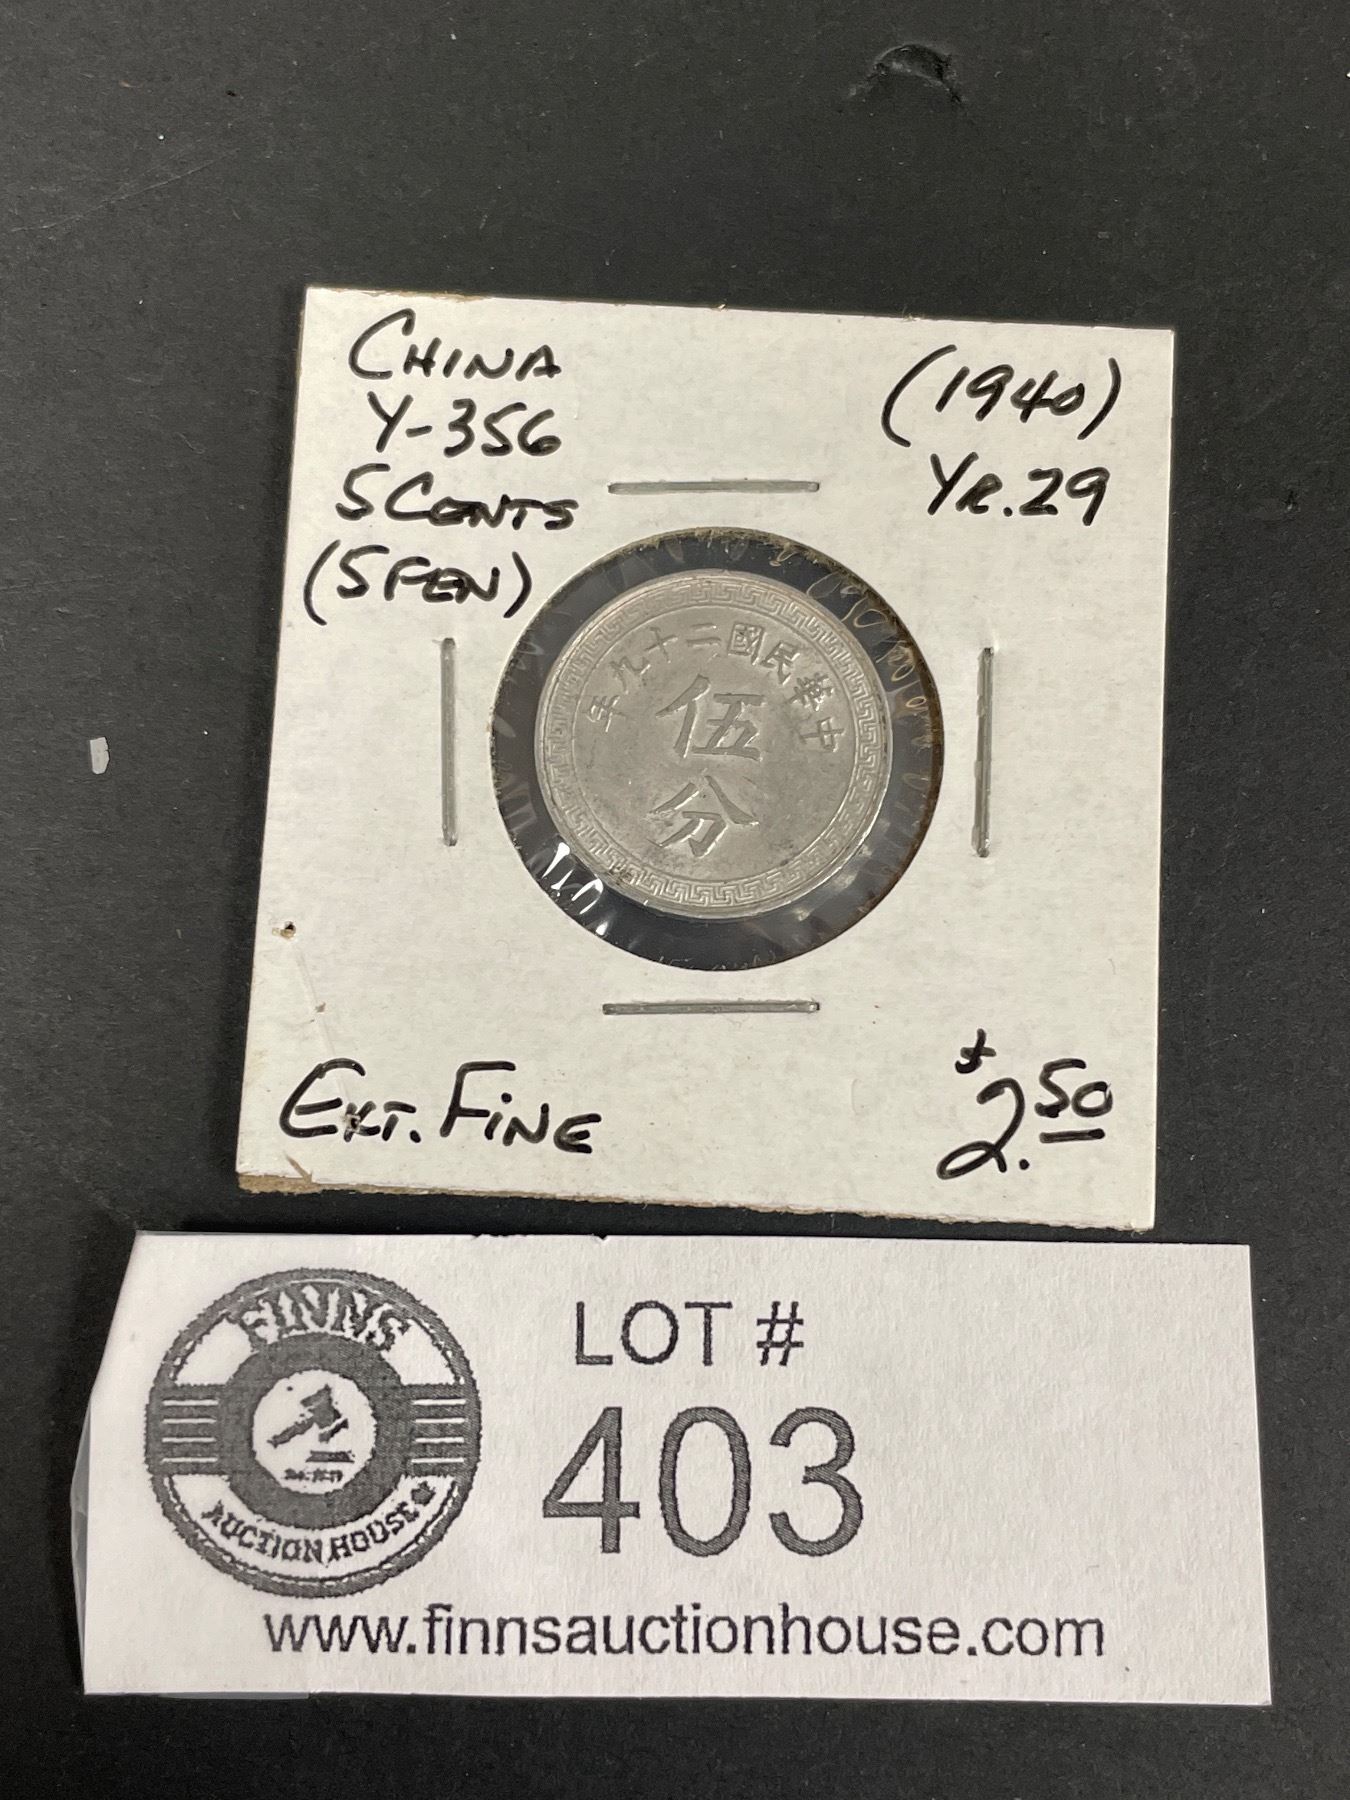 CHINA
Y-356
5 CENTS
(5 FEN)
(1940)
YR. 29
中華民國二十九年
伍
分
EXT. FINE
$2.50
FINNS
AUCTION HOUSE
LOT #
403
www.finnsauctionhouse.com